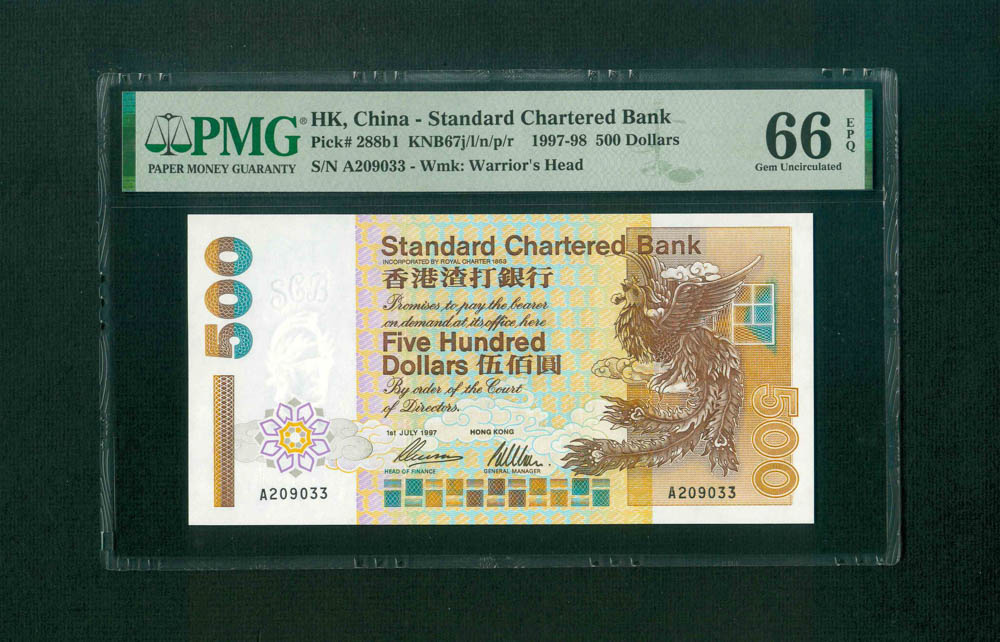 PMG®
PAPER MONEY GUARANTY
HK, China - Standard Chartered Bank
Pick# 288b1 KNB67j/l/n/p/r 1997-98 500 Dollars
S/N A209033 - Wmk: Warrior's Head
66
EPQ
Gem Uncirculated
500
SCB
Standard Chartered Bank
INCORPORATED BY ROYAL CHARTER 1853
香港渣打銀行
Promises to pay the bearer
on demand at its office here
Five Hundred
Dollars 伍佰圓
By order of the Court
of Directors.
1st JULY 1997 HONG KONG
HEAD OF FINANCE GENERAL MANAGER
A209033 A209033
500